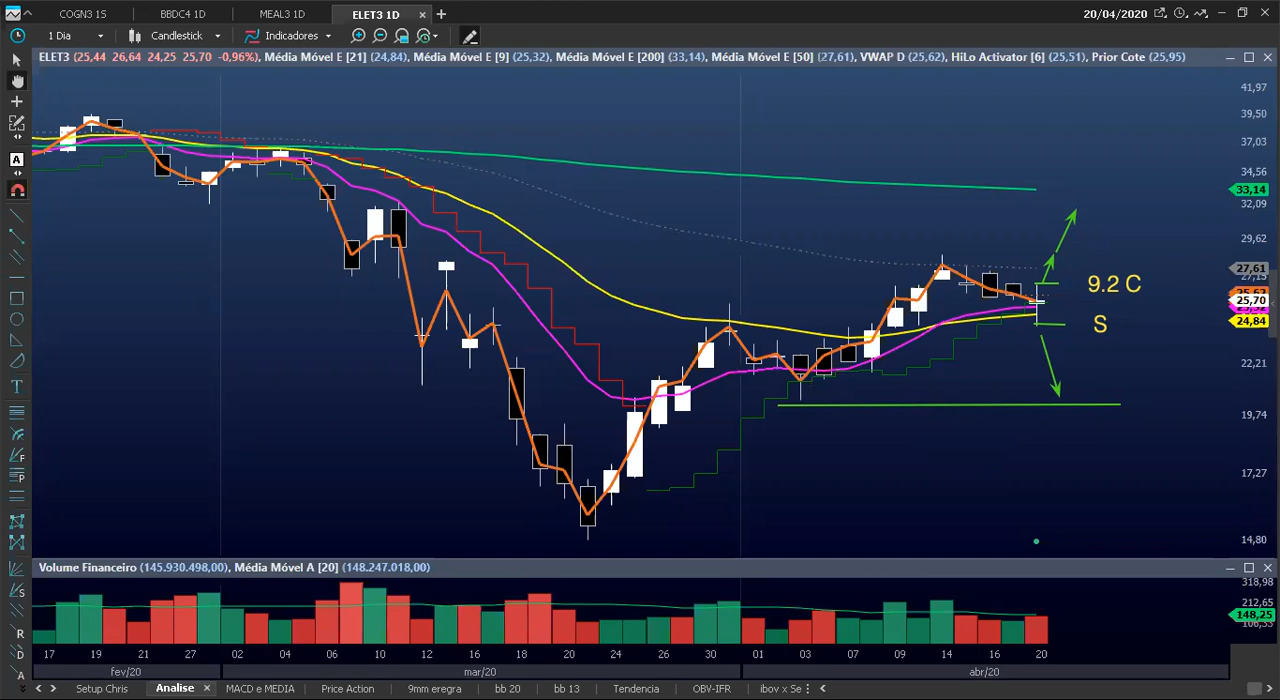 COGN3 1S BBDC4 1D MEAL3 1D ELET3 1D × + 20/04/2020
1 Dia Candlestick Indicadores
ELET3 (25,44 26,64 24,25 25,70 -0,96%), Média Móvel E [21] (24,84), Média Móvel E [9] (25,32), Média Móvel E [200] (33,14), Média Móvel E [50] (27,61), VWAP D (25,62), HiLo Activator [6] (25,51), Prior Cote (25,95)
41,97
39,50
37,03
34,56
33,14
32,09
29,62
27,61
9.2 C
25,70
S
24,84
22,21
19,74
17,27
14,80
Volume Financeiro (145.930.498,00), Média Móvel A [20] (148.247.018,00)
318,98
212,65
148,25
17 19 21 27 02 04 06 10 12 16 18 20 24 26 30 01 03 07 09 14 16 20
fev/20 mar/20 abr/20
Setup Chris Analise × MACD e MEDIA Price Action 9mm eregra bb 20 bb 13 Tendencia OBV-IFR ibov x Se
A
T
F
P
S
R
D
A